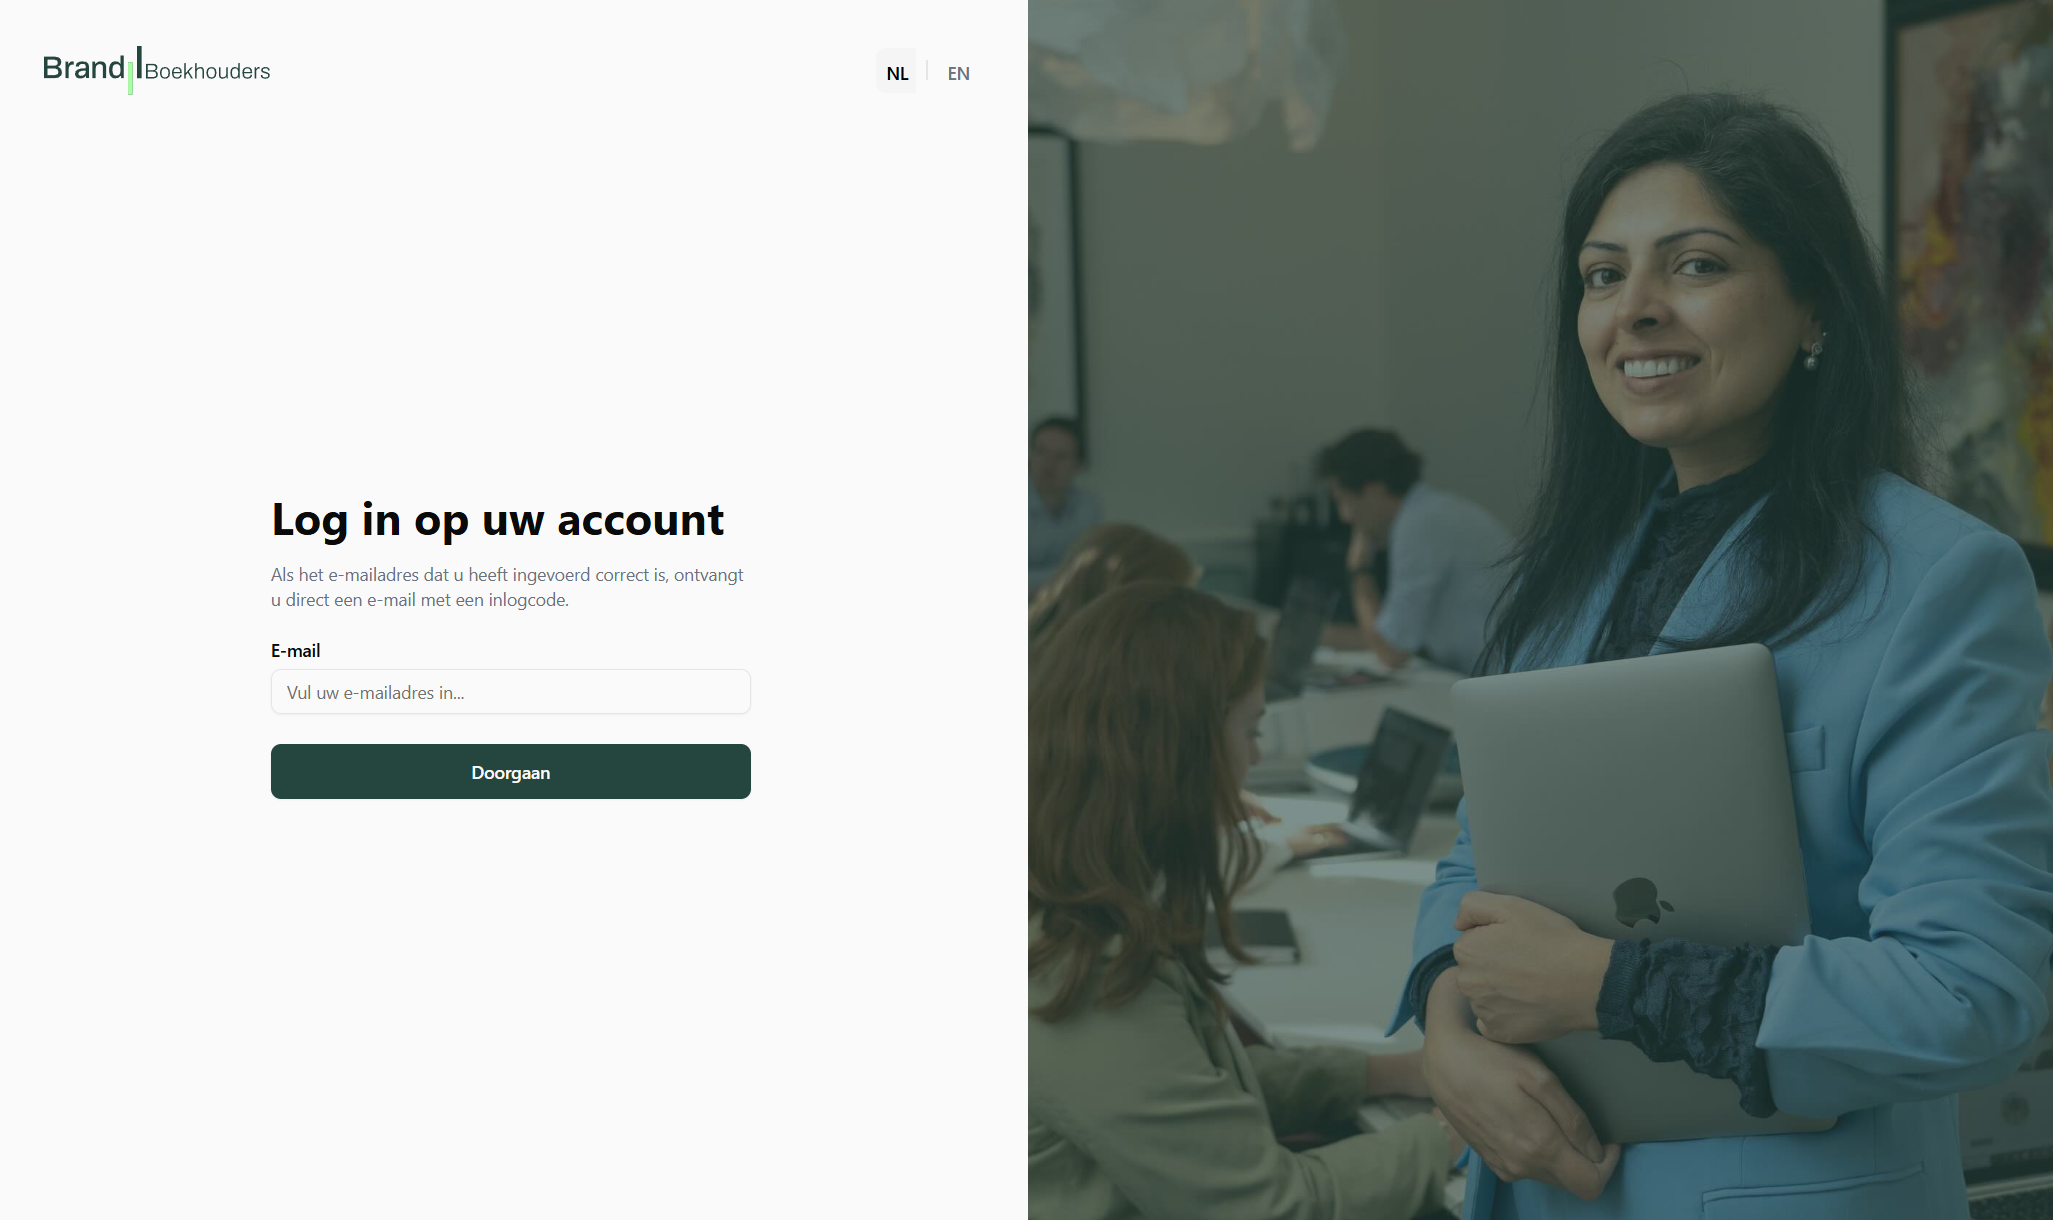 Brand Boekhouders
NL
EN
Log in op uw account
Als het e-mailadres dat u heeft ingevoerd correct is, ontvangt
u direct een e-mail met een inlogcode.
E-mail
Vul uw e-mailadres in...
Doorgaan